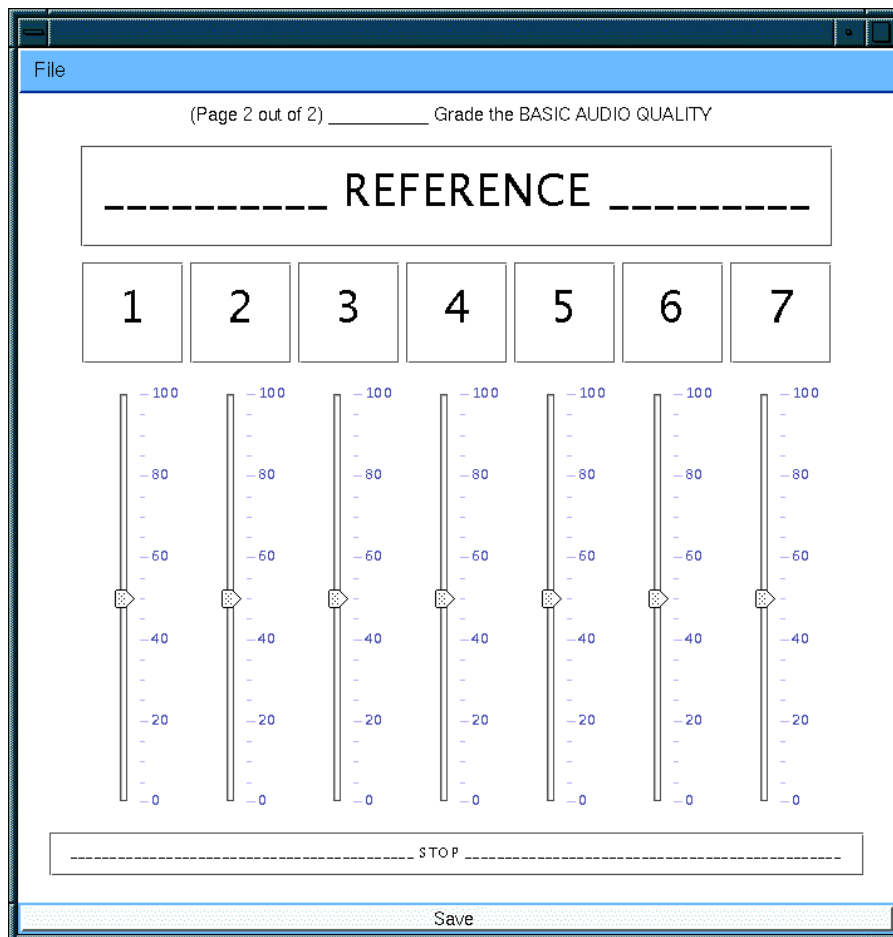 File
(Page 2 out of 2) __________ Grade the BASIC AUDIO QUALITY
__________ REFERENCE _________
1 2 3 4 5 6 7
100 100 100 100 100 100 100
80 80 80 80 80 80 80
60 60 60 60 60 60 60
40 40 40 40 40 40 40
20 20 20 20 20 20 20
0 0 0 0 0 0 0
____________________________________________ STOP ________________________________________________
Save